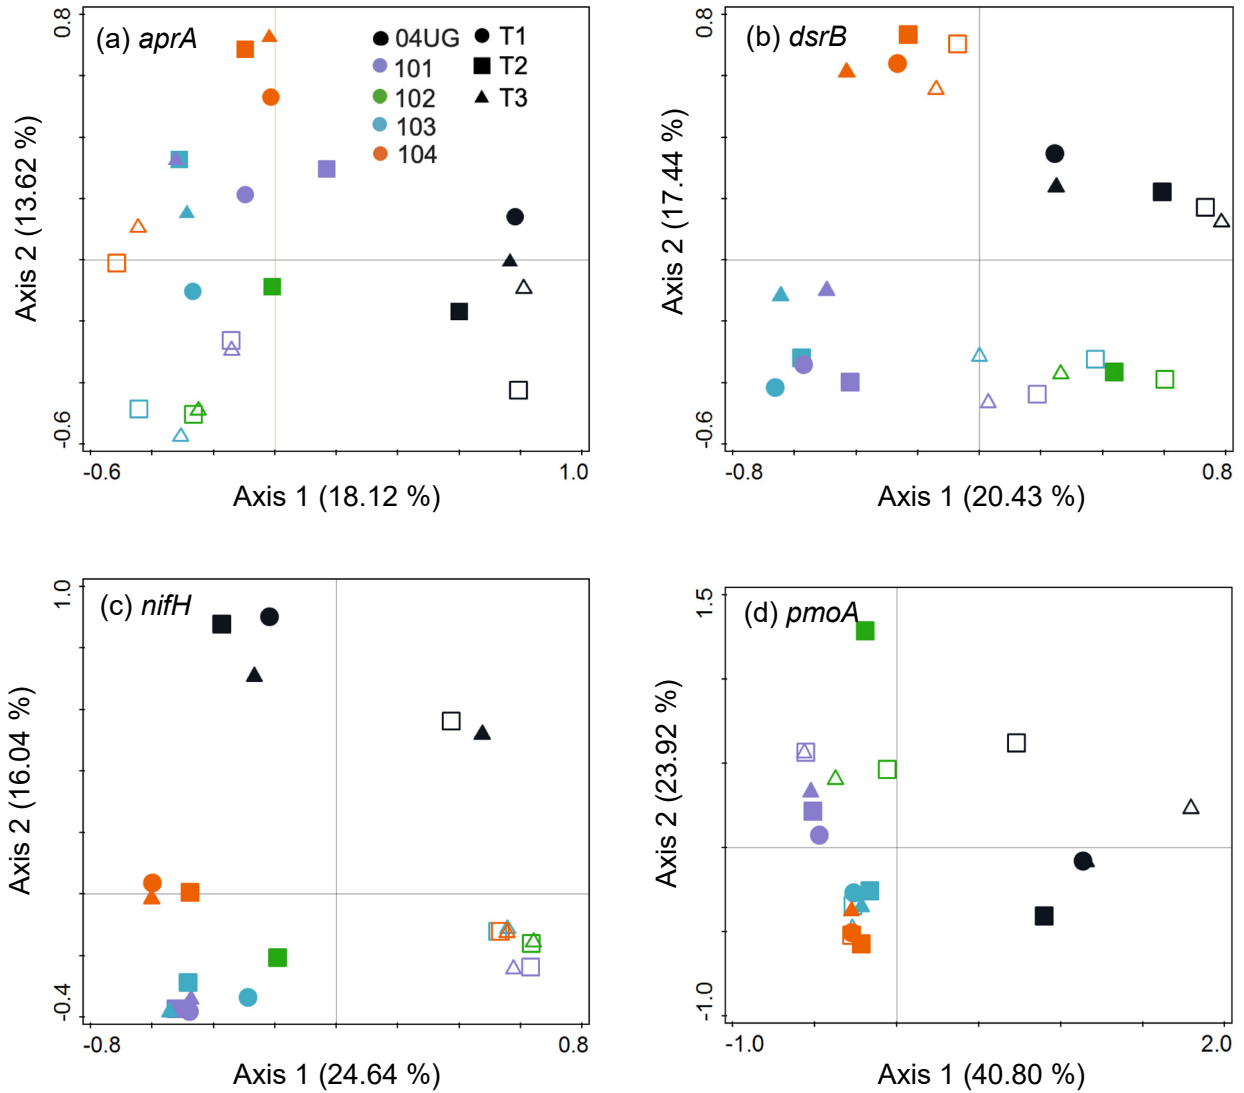 (a) aprA
0.8
-0.6
Axis 2 (13.62 %)
04UG
101
102
103
104
T1
T2
T3
-0.6
1.0
Axis 1 (18.12 %)
(b) dsrB
0.8
-0.6
Axis 2 (17.44 %)
-0.8
0.8
Axis 1 (20.43 %)
(c) nifH
1.0
-0.4
Axis 2 (16.04 %)
-0.8
0.8
Axis 1 (24.64 %)
(d) pmoA
1.5
-1.0
Axis 2 (23.92 %)
-1.0
2.0
Axis 1 (40.80 %)